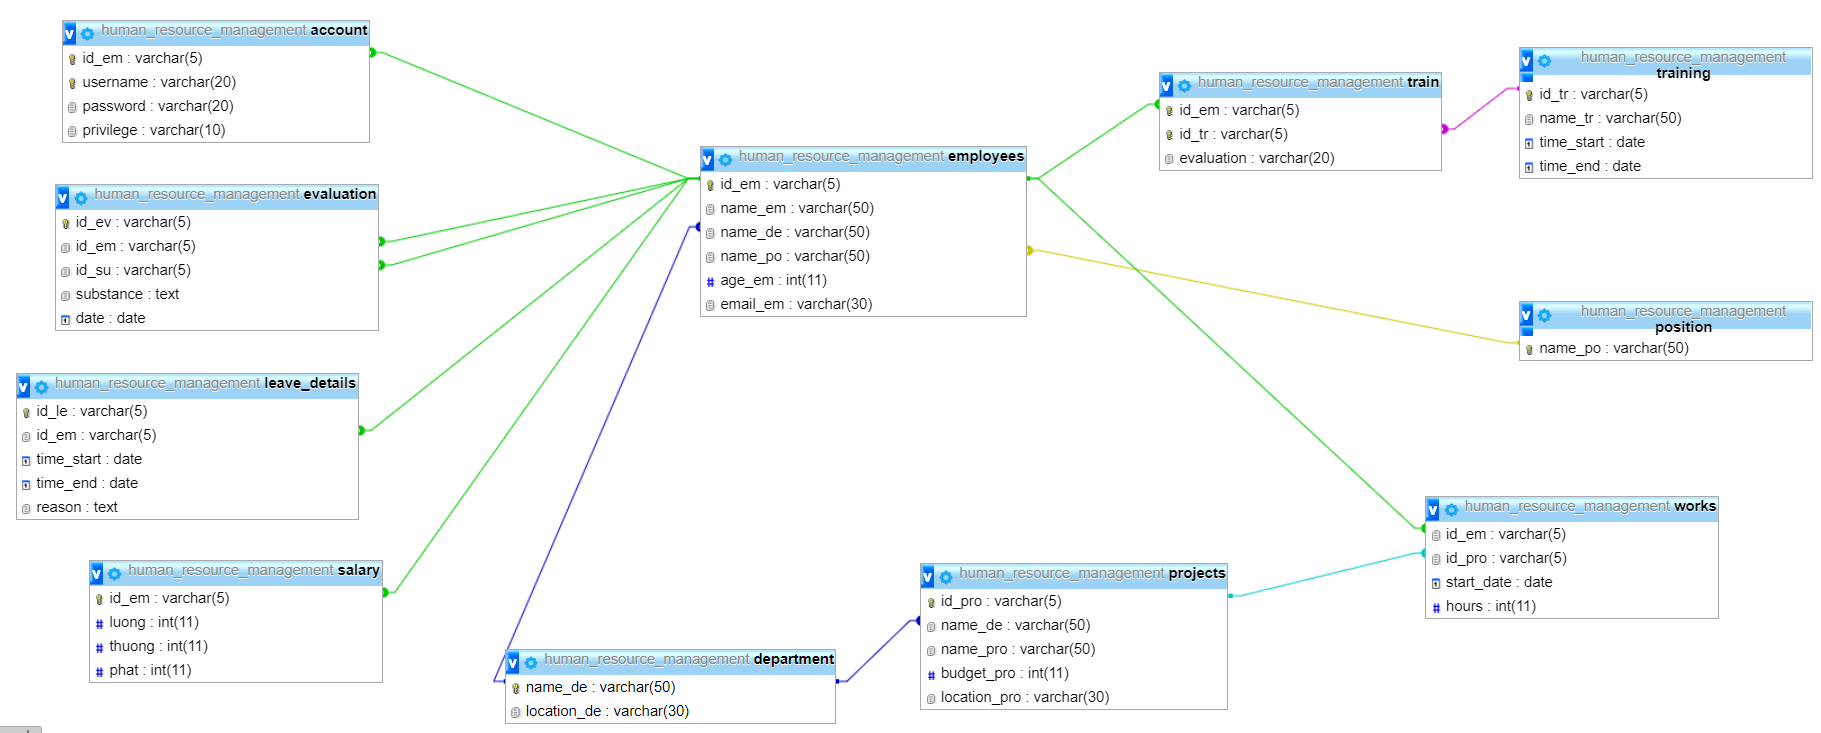 human_resource_management account
id_em : varchar(5)
username : varchar(20)
password : varchar(20)
privilege : varchar(10)
human_resource_management evaluation
id_ev : varchar(5)
id_em : varchar(5)
id_su : varchar(5)
substance : text
date : date
human_resource_management leave_details
id_le : varchar(5)
id_em : varchar(5)
time_start : date
time_end : date
reason : text
human_resource_management salary
id_em : varchar(5)
luong : int(11)
thuong : int(11)
phat : int(11)
human_resource_management employees
id_em : varchar(5)
name_em : varchar(50)
name_de : varchar(50)
name_po : varchar(50)
age_em : int(11)
email_em : varchar(30)
human_resource_management department
name_de : varchar(50)
location_de : varchar(30)
human_resource_management projects
id_pro : varchar(5)
name_de : varchar(50)
name_pro : varchar(50)
budget_pro : int(11)
location_pro : varchar(30)
human_resource_management train
id_em : varchar(5)
id_tr : varchar(5)
evaluation : varchar(20)
human_resource_management
training
id_tr : varchar(5)
name_tr : varchar(50)
time_start : date
time_end : date
human_resource_management
position
name_po : varchar(50)
human_resource_management works
id_em : varchar(5)
id_pro : varchar(5)
start_date : date
hours : int(11)